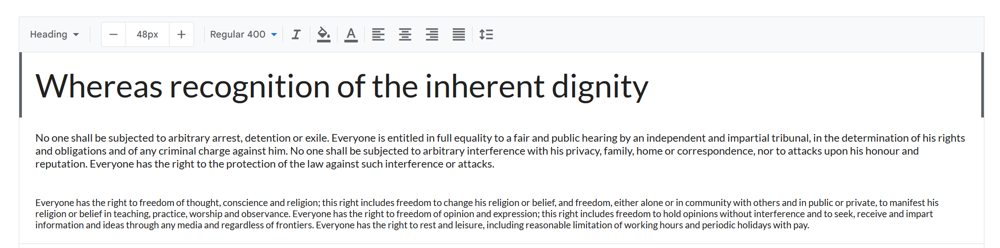 Heading
48px
Regular 400
Whereas recognition of the inherent dignity
No one shall be subjected to arbitrary arrest, detention or exile. Everyone is entitled in full equality to a fair and public hearing by an independent and impartial tribunal, in the determination of his rights
and obligations and of any criminal charge against him. No one shall be subjected to arbitrary interference with his privacy, family, home or correspondence, nor to attacks upon his honour and
reputation. Everyone has the right to the protection of the law against such interference or attacks.
Everyone has the right to freedom of thought, conscience and religion; this right includes freedom to change his religion or belief, and freedom, either alone or in community with others and in public or private, to manifest his
religion or belief in teaching, practice, worship and observance. Everyone has the right to freedom of opinion and expression; this right includes freedom to hold opinions without interference and to seek, receive and impart
information and ideas through any media and regardless of frontiers. Everyone has the right to rest and leisure, including reasonable limitation of working hours and periodic holidays with pay.